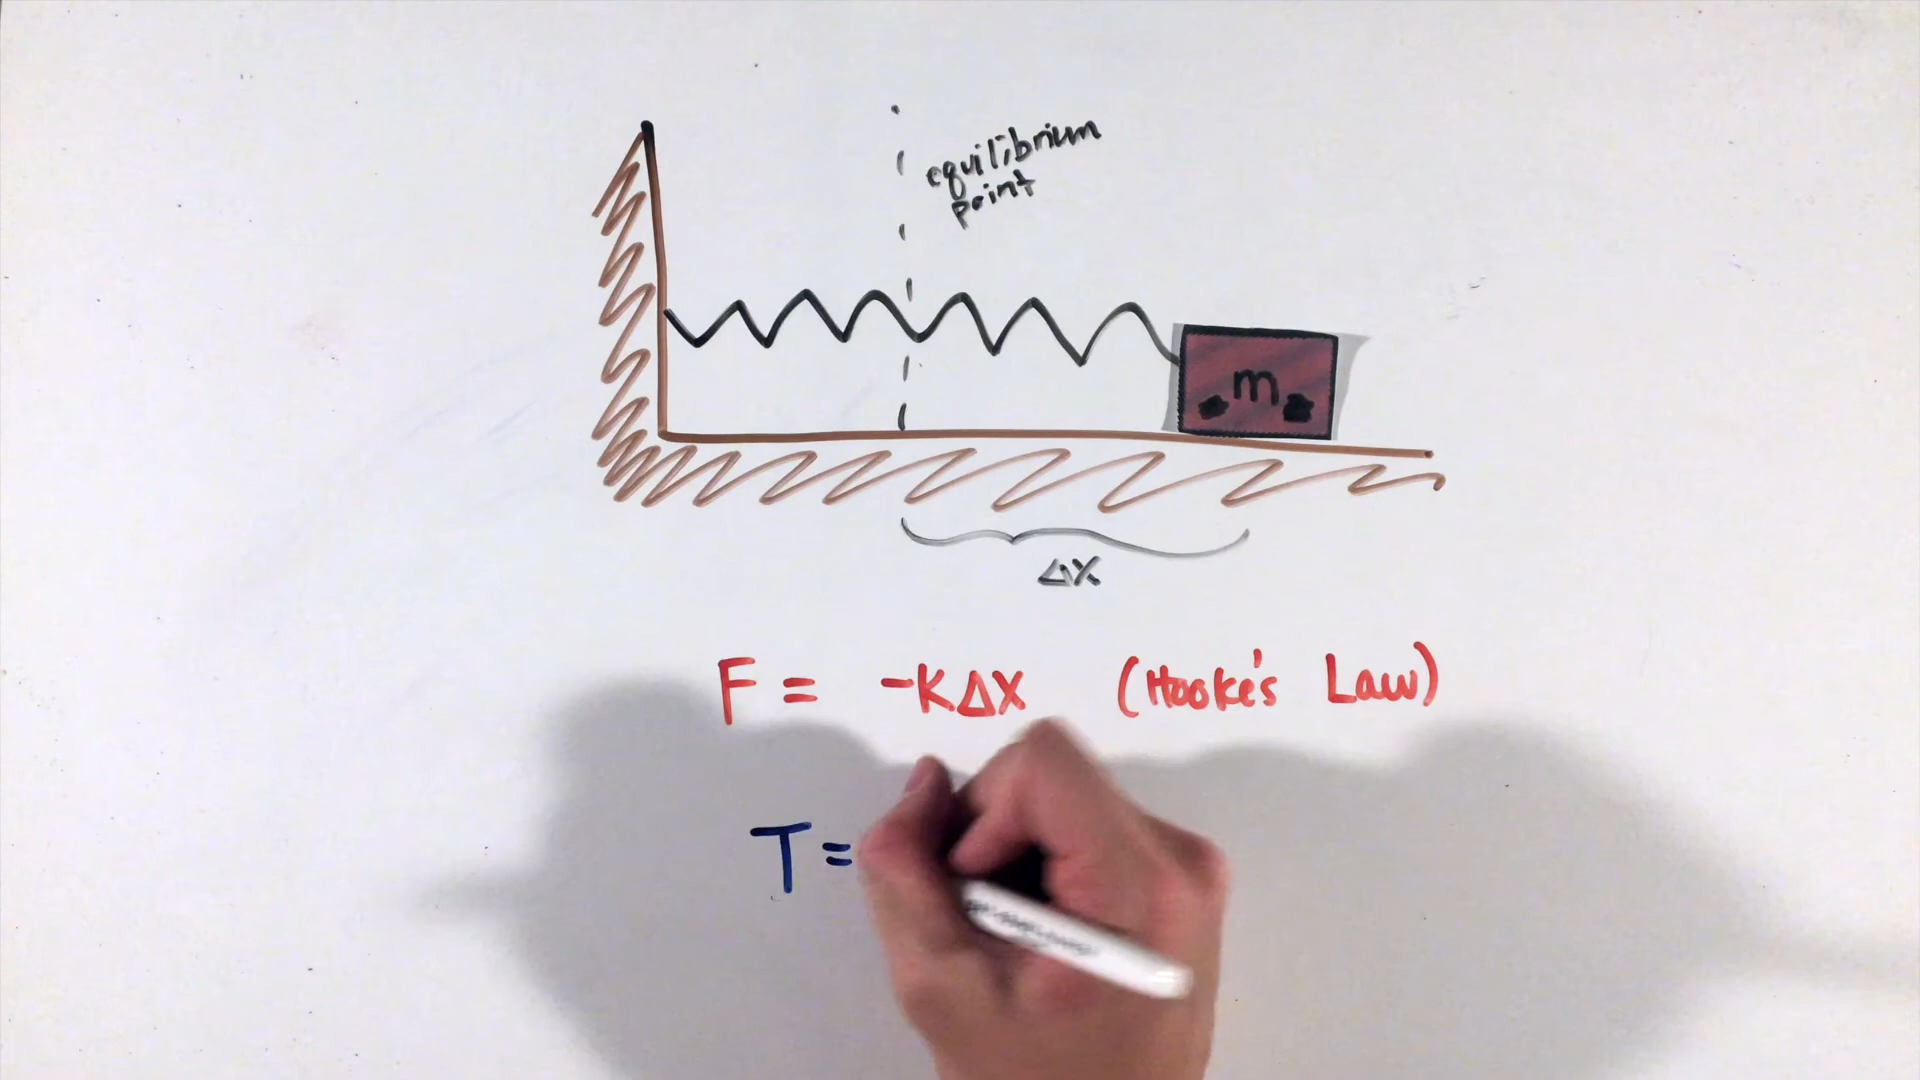 equilibrium
point
m
Δx
F = -KΔx (Hooke's Law)
T=